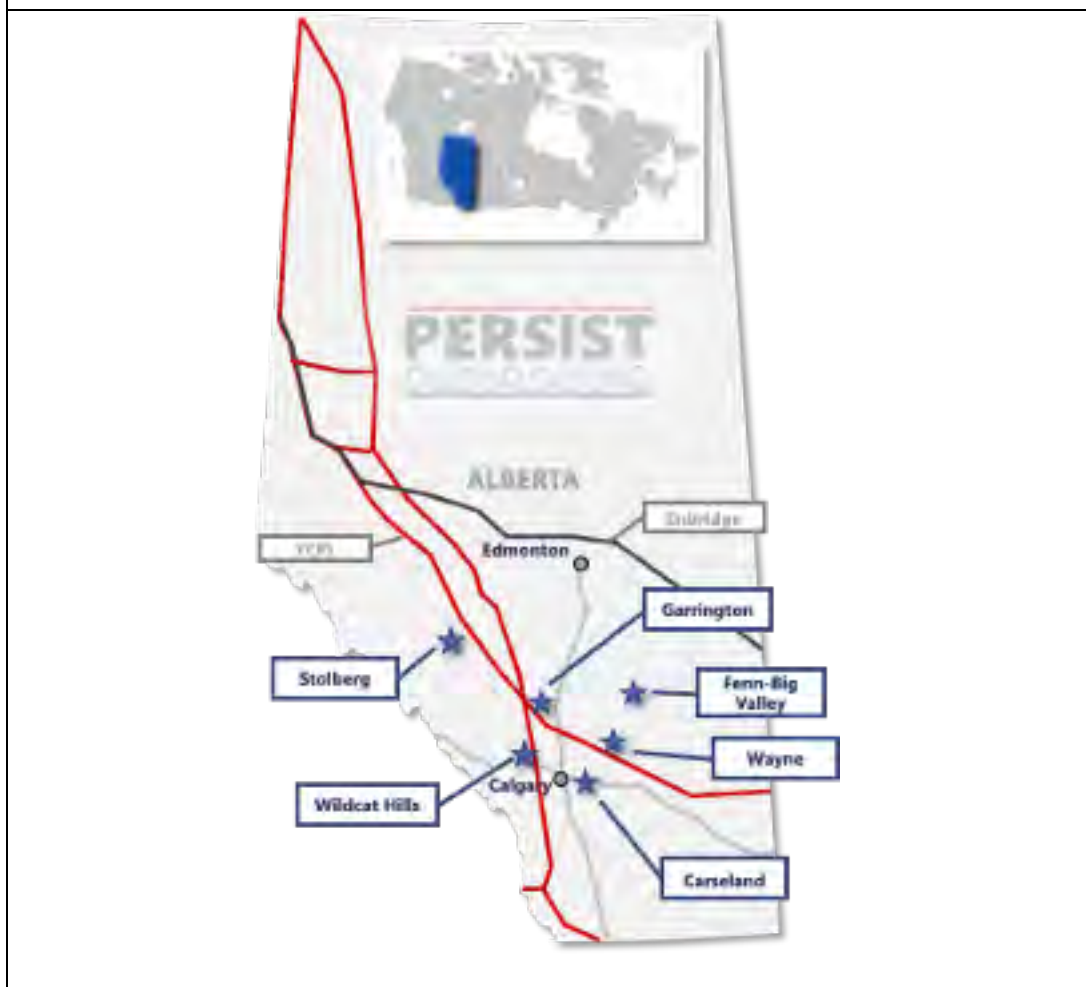 PERSIST
ALBERTA
Enbridge
Edmonton
Garrington
Stolberg
Fenn-Big
Valley
Wayne
Calgary
Wildcat Hills
Carseland